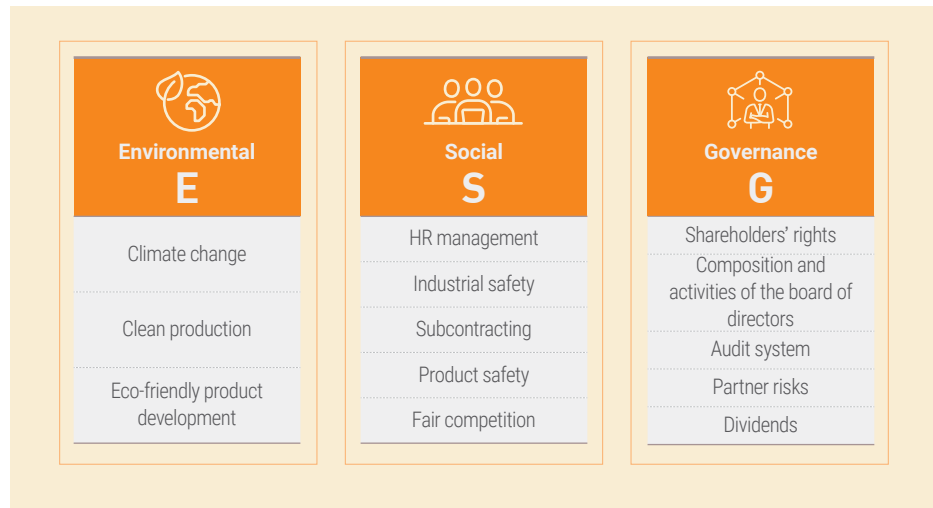 Environmental
E
Climate change
Clean production
Eco-friendly product
development
Social
S
HR management
Industrial safety
Subcontracting
Product safety
Fair competition
Governance
G
Shareholders’ rights
Composition and
activities of the board of
directors
Audit system
Partner risks
Dividends